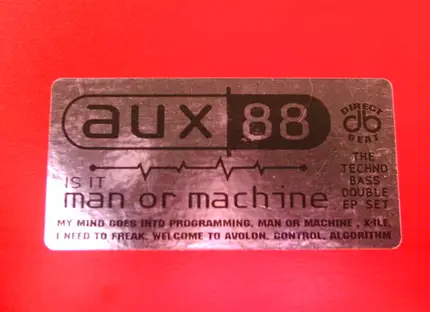 aux 88
DIRECT
db
BEAT
IS IT
man or machine
THE
TECHNO
BASS
DOUBLE
EP SET
MY MIND GOES INTO PROGRAMMING, MAN OR MACHINE , X-ILE,
I NEED TO FREAK, WELCOME TO AVOLON, CONTROL, ALGORITHM